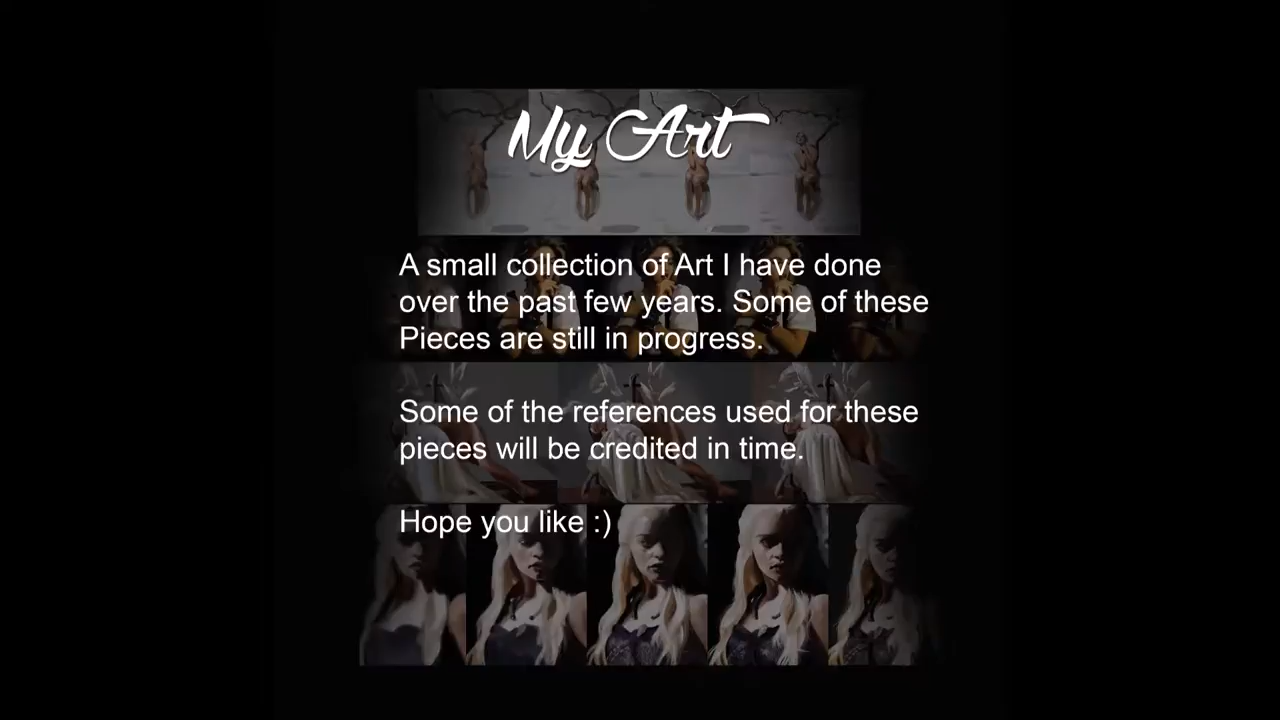 My Art
A small collection of Art I have done
over the past few years. Some of these
Pieces are still in progress.
Some of the references used for these
pieces will be credited in time.
Hope you like :)